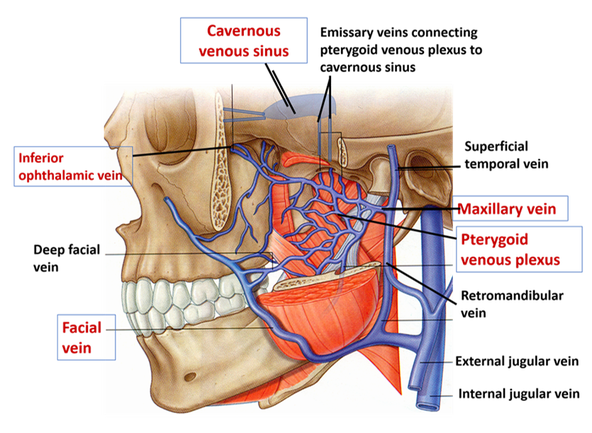 Cavernous
venous sinus
Emissary veins connecting
pterygoid venous plexus to
cavernous sinus
Inferior
ophthalamic vein
Superficial
temporal vein
Maxillary vein
Pterygoid
venous plexus
Deep facial
vein
Retromandibular
vein
Facial
vein
External jugular vein
Internal jugular vein